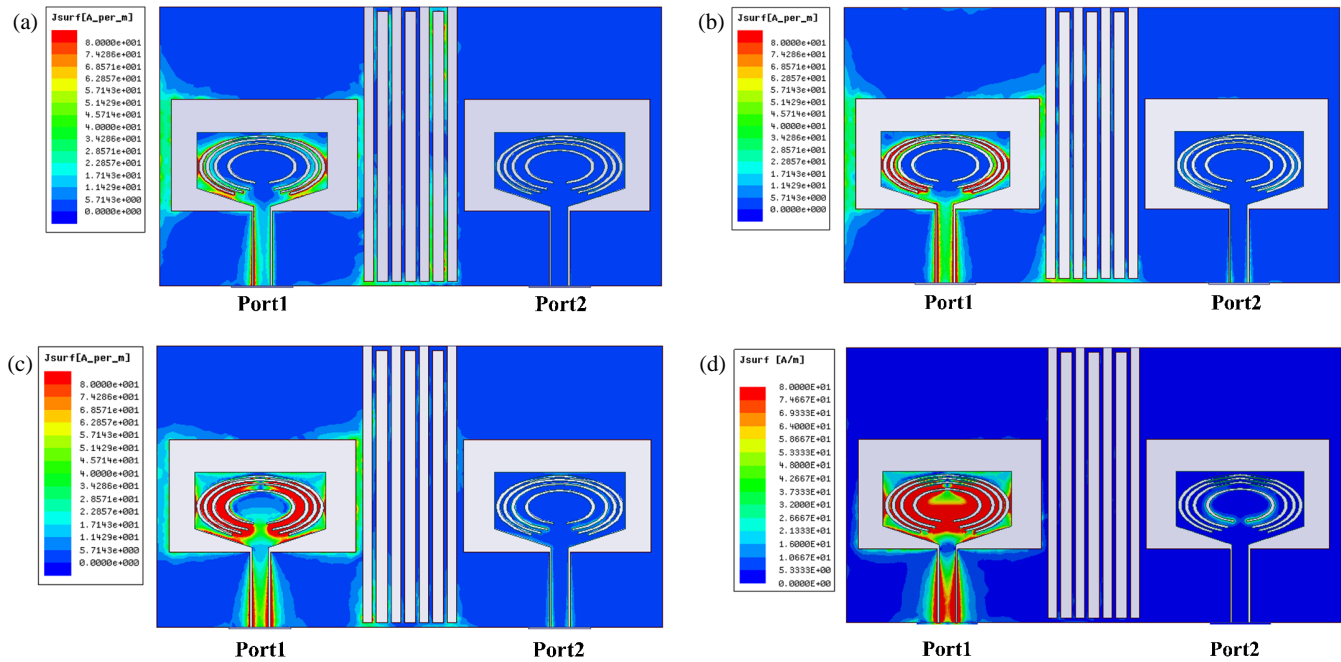 (a)
Jsurf[A_per_m]
8.0000e+001
7.4286e+001
6.8571e+001
6.2857e+001
5.7143e+001
5.1429e+001
4.5714e+001
4.0000e+001
3.4286e+001
2.8571e+001
2.2857e+001
1.7143e+001
1.1429e+001
5.7143e+000
0.0000e+000
Port1
Port2
(b)
Jsurf[A_per_m]
8.0000e+001
7.4286e+001
6.8571e+001
6.2857e+001
5.7143e+001
5.1429e+001
4.5714e+001
4.0000e+001
3.4286e+001
2.8571e+001
2.2857e+001
1.7143e+001
1.1429e+001
5.7143e+000
0.0000e+000
Port1
Port2
(c)
Jsurf[A_per_m]
8.0000e+001
7.4286e+001
6.8571e+001
6.2857e+001
5.7143e+001
5.1429e+001
4.5714e+001
4.0000e+001
3.4286e+001
2.8571e+001
2.2857e+001
1.7143e+001
1.1429e+001
5.7143e+000
0.0000e+000
Port1
Port2
(d)
Jsurf [A/m]
8.0000E+01
7.4667E+01
6.9333E+01
6.4000E+01
5.8667E+01
5.3333E+01
4.8000E+01
4.2667E+01
3.7333E+01
3.2000E+01
2.6667E+01
2.1333E+01
1.6000E+01
1.0667E+01
5.3333E+00
0.0000E+00
Port1
Port2